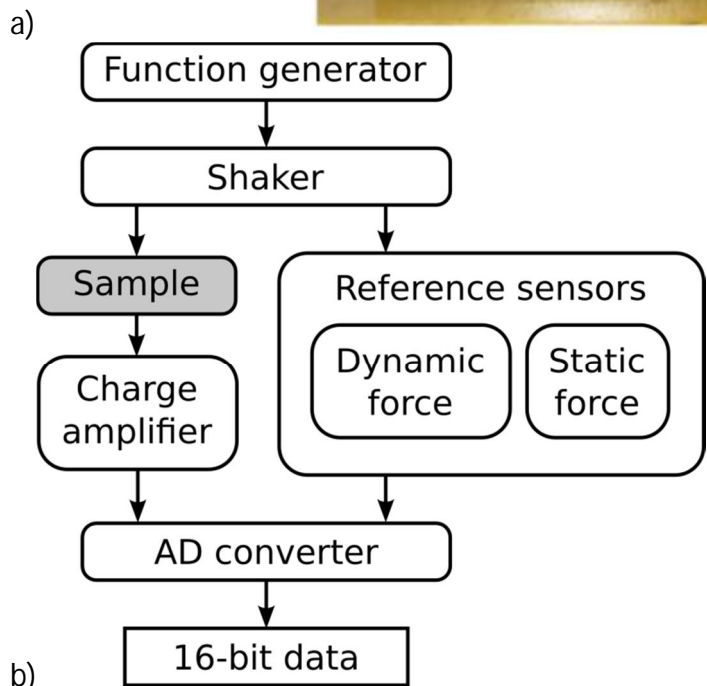 a)
Function generator
Shaker
Sample
Reference sensors
Dynamic
force
Static
force
Charge
amplifier
AD converter
16-bit data
b)